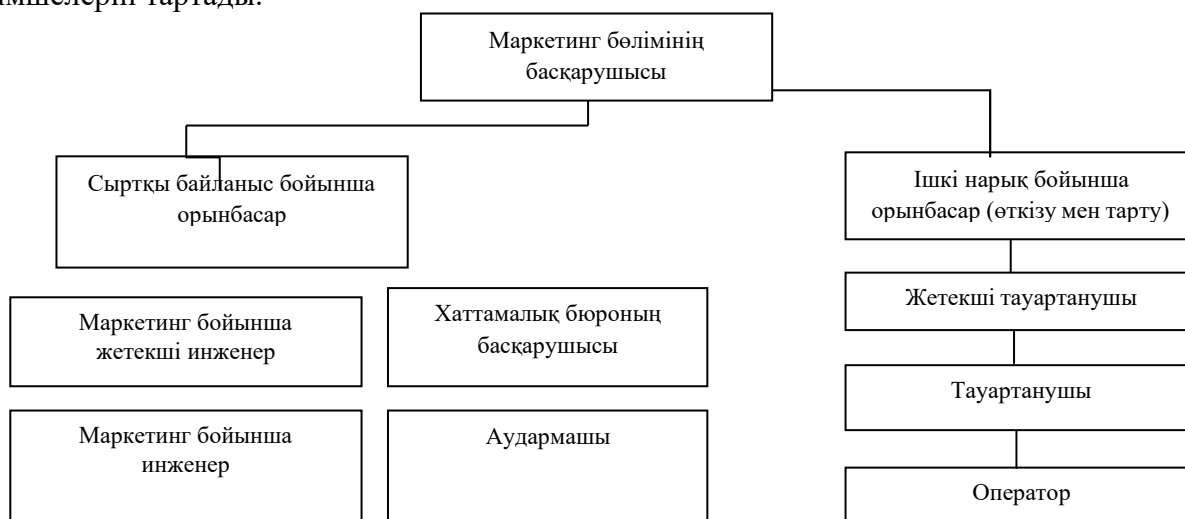 тартады.
Маркетинг бөлімінің
басқарушысы
Сыртқы байланыс бойынша
орынбасар
Ішкі нарық бойынша
орынбасар (өткізу мен тарту)
Маркетинг бойынша
жетекші инженер
Хаттамалық бюроның
басқарушысы
Жетекші тауартанушы
Маркетинг бойынша
инженер
Аудармашы
Тауартанушы
Оператор